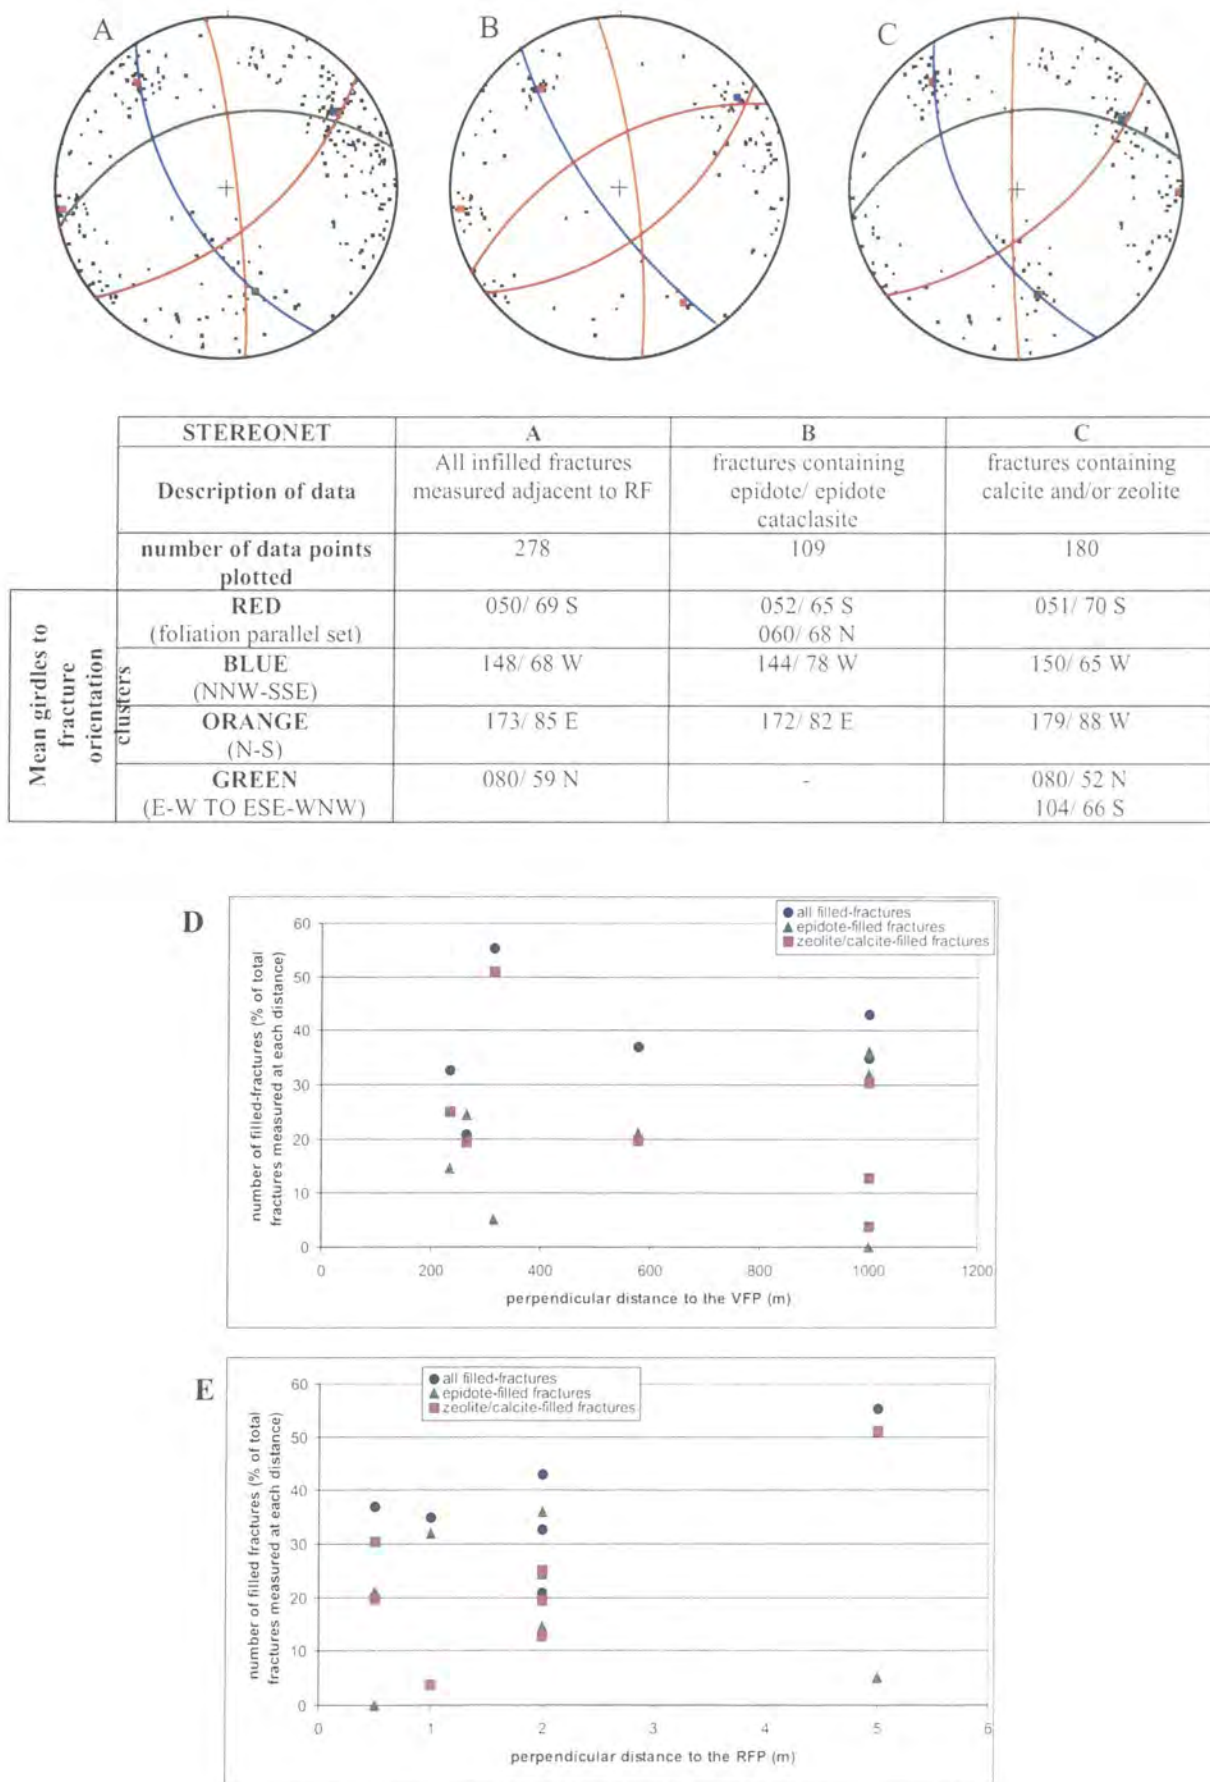 A
B
C
STEREONET A B C
Description of data
All infilled fractures
measured adjacent to RF
fractures containing
epidote/ epidote
cataclasite
fractures containing
calcite and/or zeolite
number of data points
plotted
278 109 180
Mean girdles to
fracture
orientation
clusters
RED
(foliation parallel set)
050/ 69 S
052/ 65 S
060/ 68 N
051/ 70 S
BLUE
(NNW-SSE)
148/ 68 W
144/ 78 W
150/ 65 W
ORANGE
(N-S)
173/ 85 E
172/ 82 E
179/ 88 W
GREEN
(E-W TO ESE-WNW)
080/ 59 N
-
080/ 52 N
104/ 66 S
D
all filled-fractures
epidote-filled fractures
zeolite/calcite-filled fractures
number of filled-fractures (% of total
fractures measured at each distance)
60
50
40
30
20
10
0
0 200 400 600 800 1000 1200
perpendicular distance to the VFP (m)
E
all filled-fractures
epidote-filled fractures
zeolite/calcite-filled fractures
number of filled fractures (% of total
fractures measured at each distance)
60
50
40
30
20
10
0
0 1 2 3 4 5 6
perpendicular distance to the RFP (m)